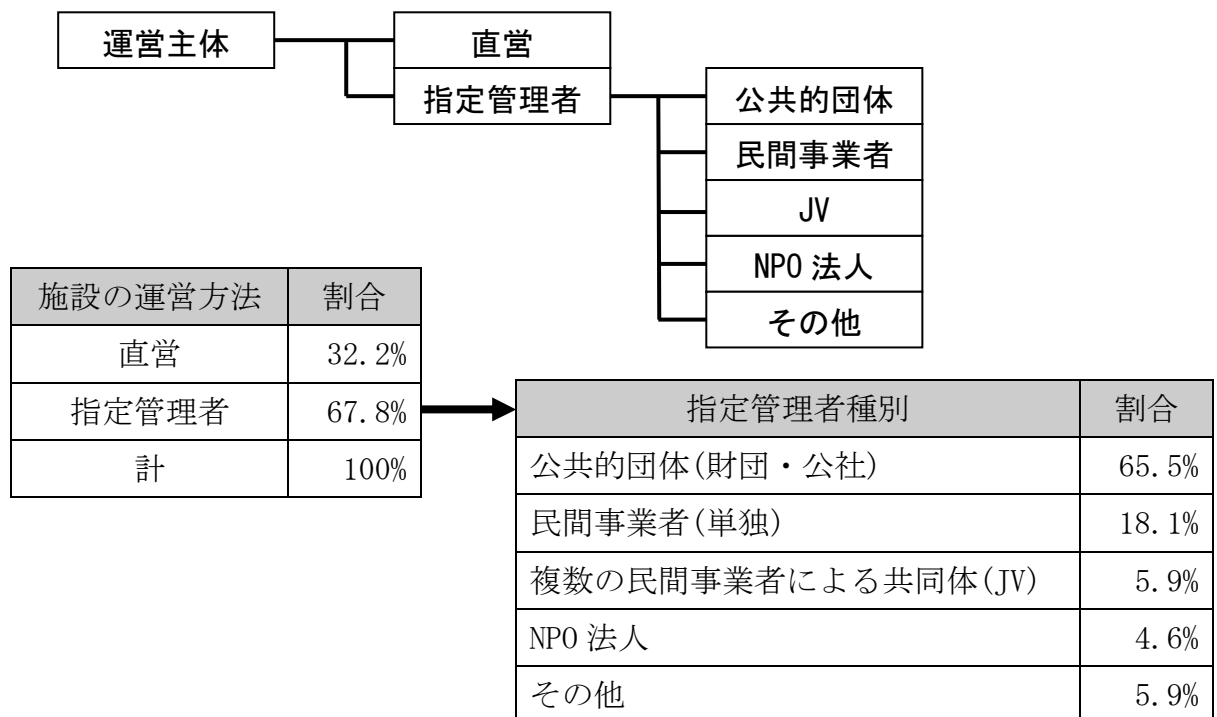 運営主体
直営
指定管理者
公共的団体
民間事業者
JV
NPO 法人
その他
施設の運営方法 割合
直営 32.2%
指定管理者 67.8%
計 100%
指定管理者種別 割合
公共的団体(財団・公社) 65.5%
民間事業者(単独) 18.1%
複数の民間事業者による共同体(JV) 5.9%
NPO 法人 4.6%
その他 5.9%